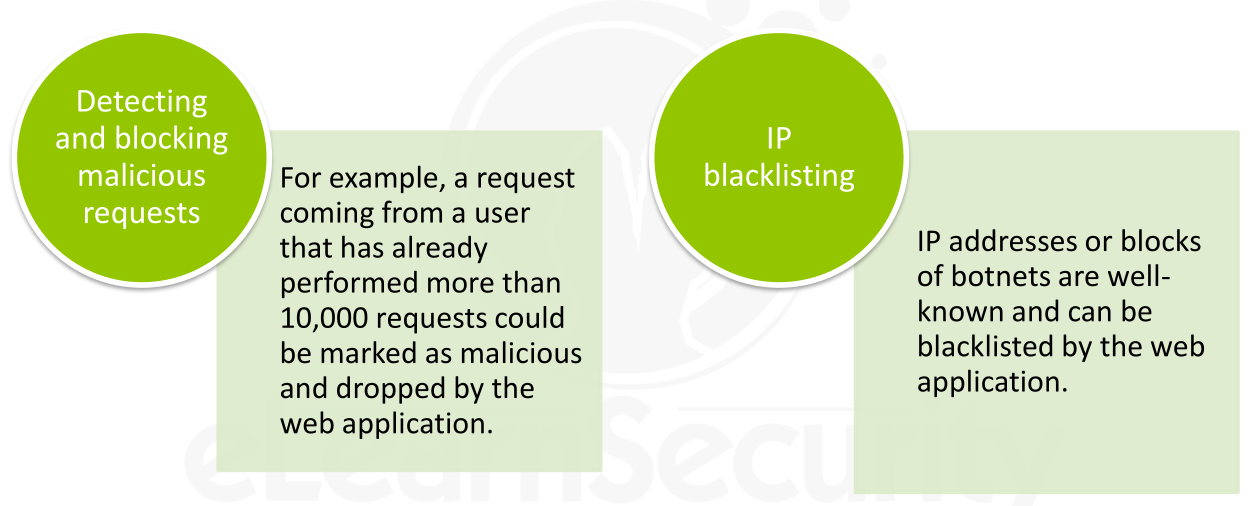 Detecting
and blocking
malicious
requests
For example, a request
coming from a user
that has already
performed more than
10,000 requests could
be marked as malicious
and dropped by the
web application.
IP
blacklisting
IP addresses or blocks
of botnets are well-
known and can be
blacklisted by the web
application.
eLearnSecurity